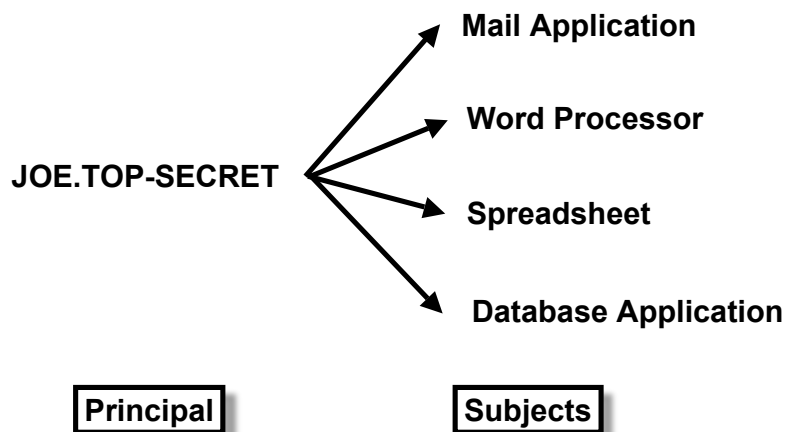 Mail Application
Word Processor
JOE.TOP-SECRET
Spreadsheet
Database Application
Principal
Subjects